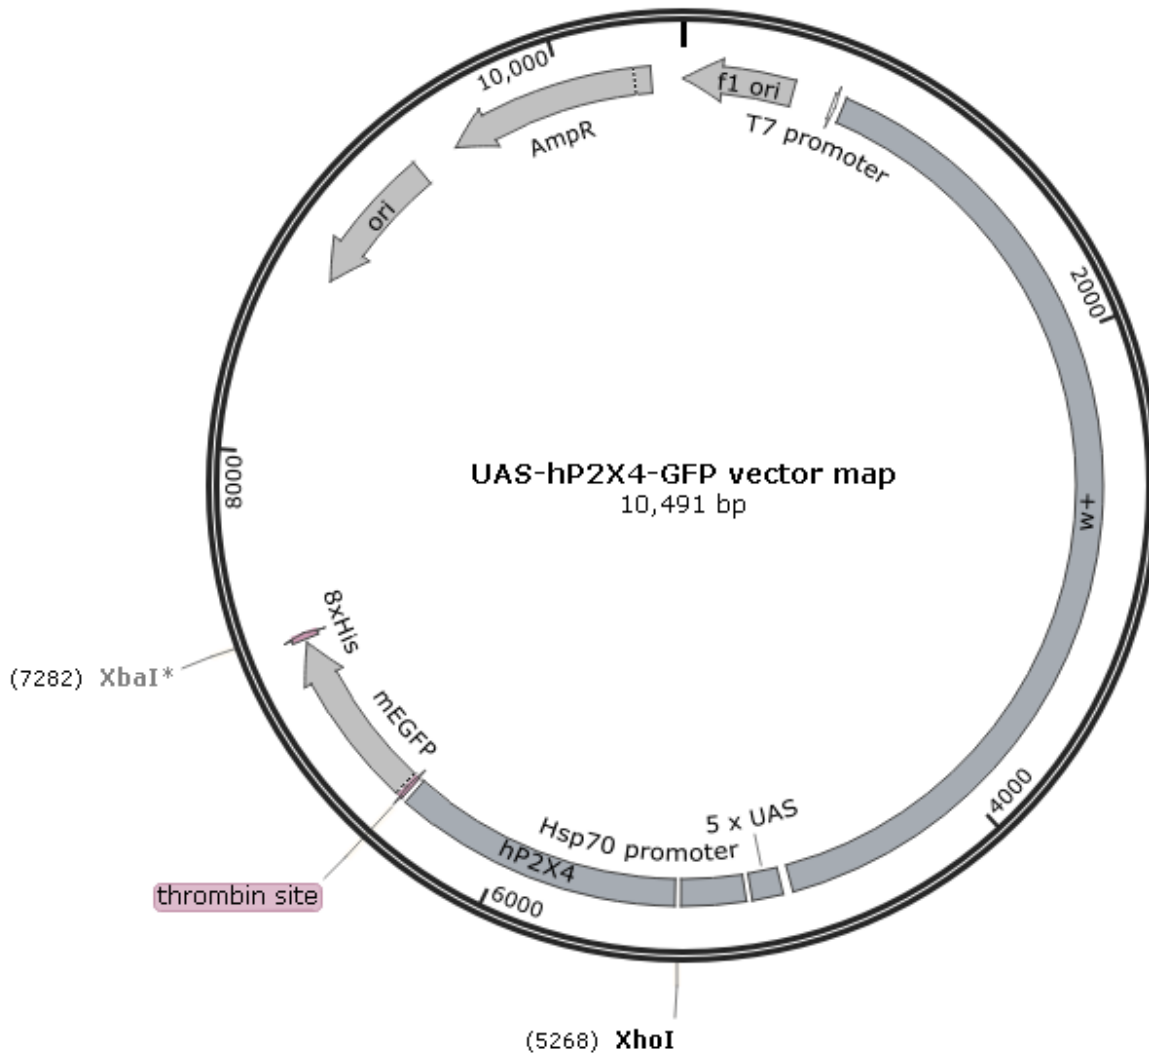 10,000
f1 ori
AmpR
T7 promoter
ori
2000
w+
UAS-hP2X4-GFP vector map
10,491 bp
8000
8xHis
(7282) XbaI*
mEGFP
4000
5 x UAS
Hsp70 promoter
hP2X4
thrombin site
6000
(5268) XhoI